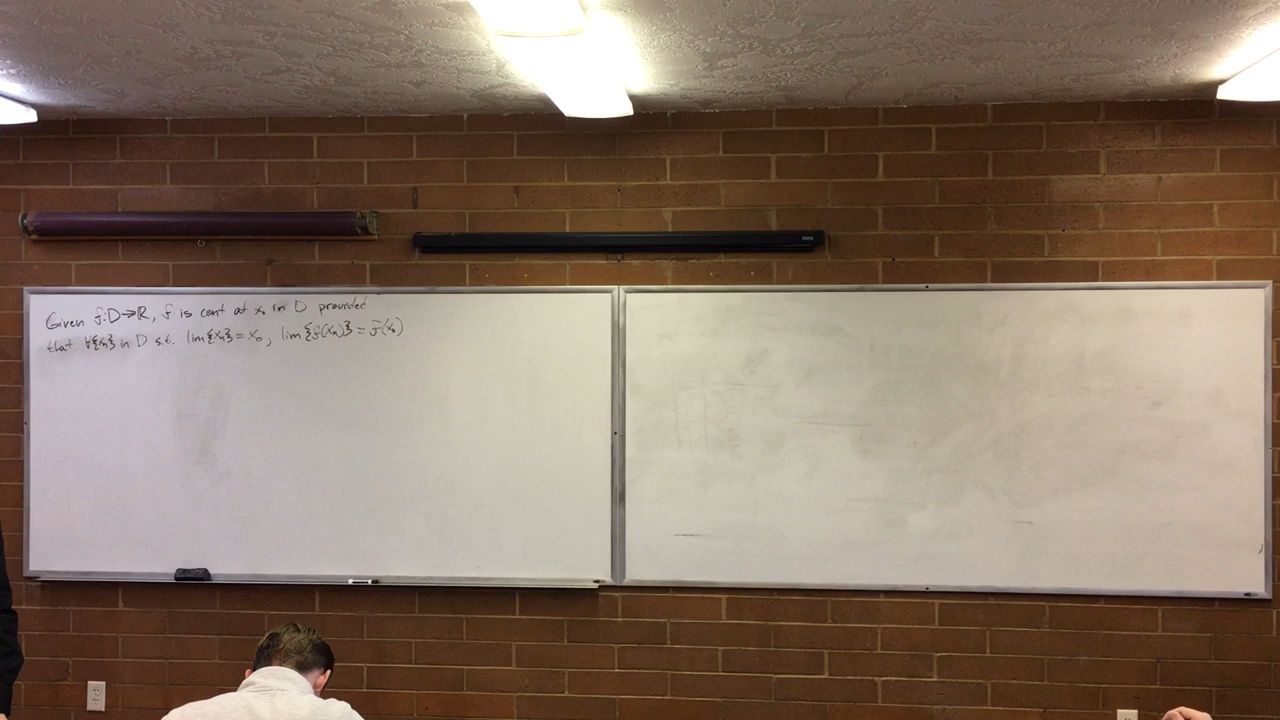 Given f:D→ℝ, f is cont at x₀ in D provided
that ∀{xₙ} in D s.t. lim{xₙ} = x₀, lim{f(xₙ)} = f(x₀)